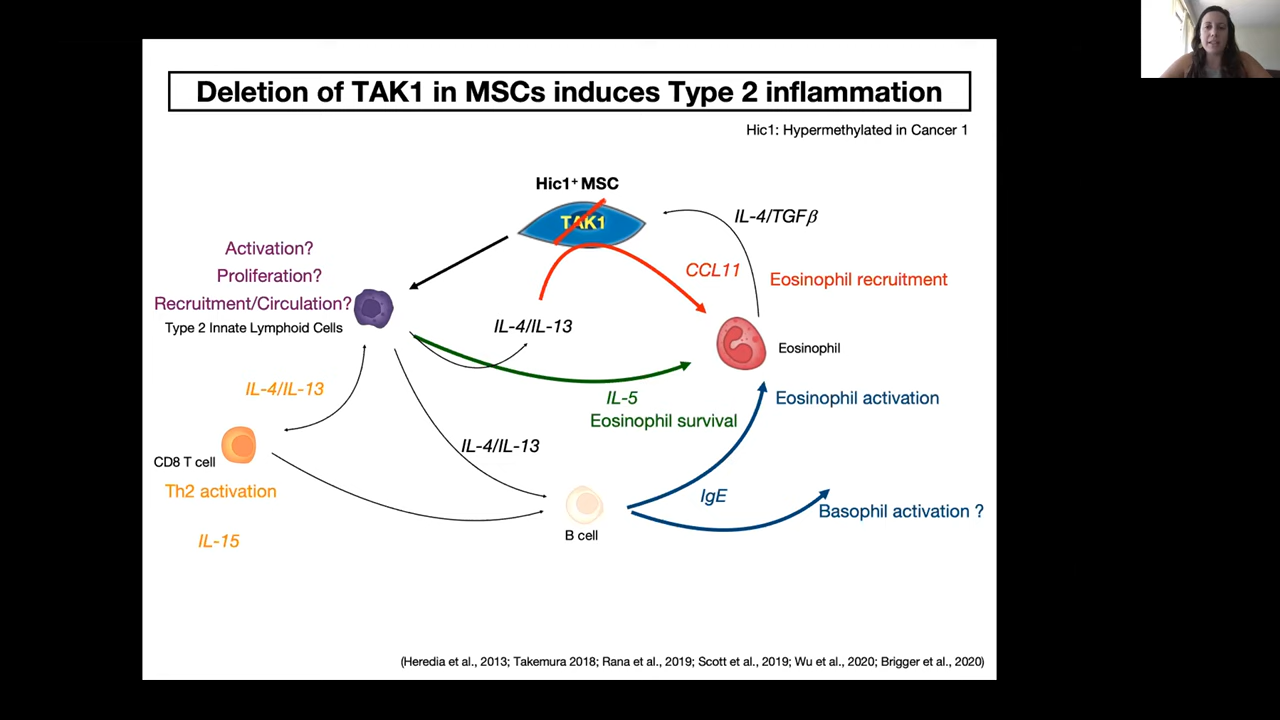 Deletion of TAK1 in MSCs induces Type 2 inflammation
Hic1: Hypermethylated in Cancer 1
Hic1+ MSC
TAK1
IL-4/TGFβ
Activation?
Proliferation?
Recruitment/Circulation?
Type 2 Innate Lymphoid Cells
CCL11
Eosinophil recruitment
IL-4/IL-13
Eosinophil
IL-4/IL-13
IL-5
Eosinophil survival
Eosinophil activation
IL-4/IL-13
CD8 T cell
Th2 activation
IL-15
IgE
Basophil activation ?
B cell
(Heredia et al., 2013; Takemura 2018; Rana et al., 2019; Scott et al., 2019; Wu et al., 2020; Brigger et al., 2020)